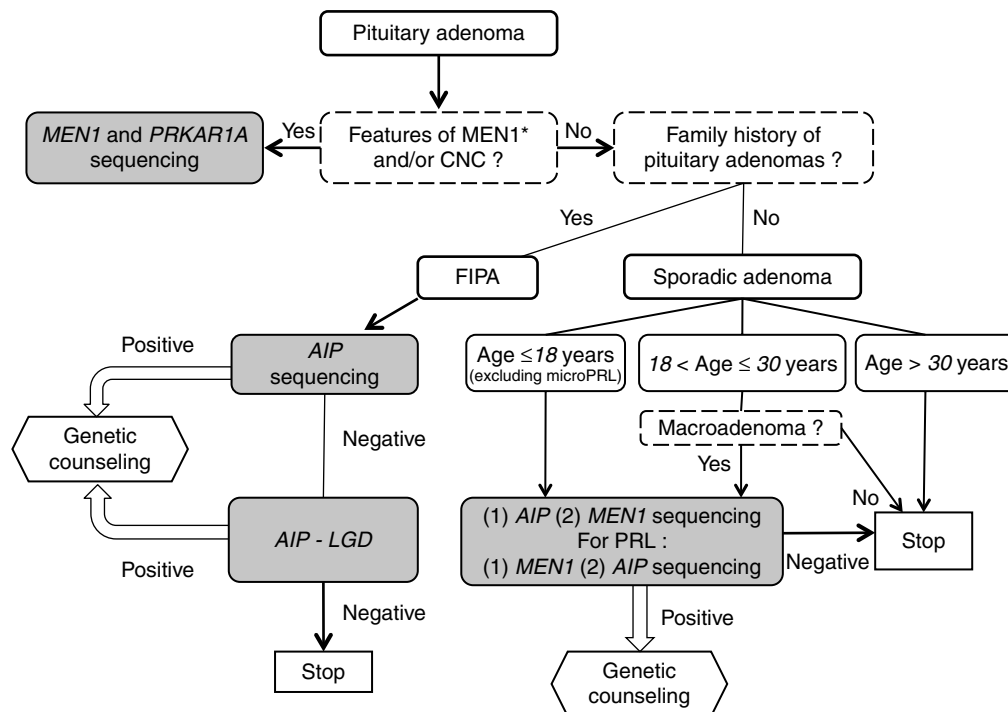 Pituitary adenoma
MEN1 and PRKAR1A
sequencing
Yes
Features of MEN1*
and/or CNC ?
No
Family history of
pituitary adenomas ?
Yes
No
FIPA
Sporadic adenoma
Positive
AIP
sequencing
Age ≤18 years
(excluding microPRL)
18 < Age ≤ 30 years
Age > 30 years
Genetic
counseling
Negative
Macroadenoma ?
Yes
No
AIP - LGD
(1) AIP (2) MEN1 sequencing
For PRL :
(1) MEN1 (2) AIP sequencing
Stop
Positive
Negative
Negative
Positive
Stop
Genetic
counseling